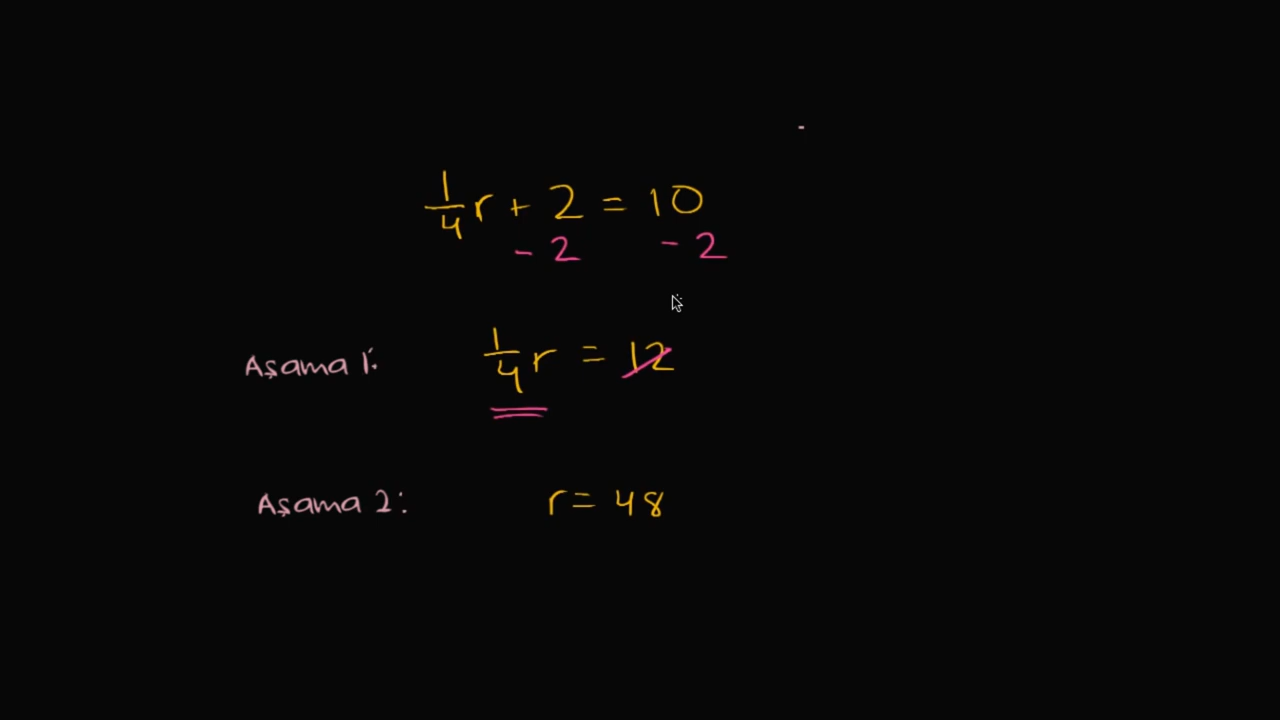 1/4 r + 2 = 10
- 2 - 2
Aşama 1: 1/4 r = 12
Aşama 2: r = 48